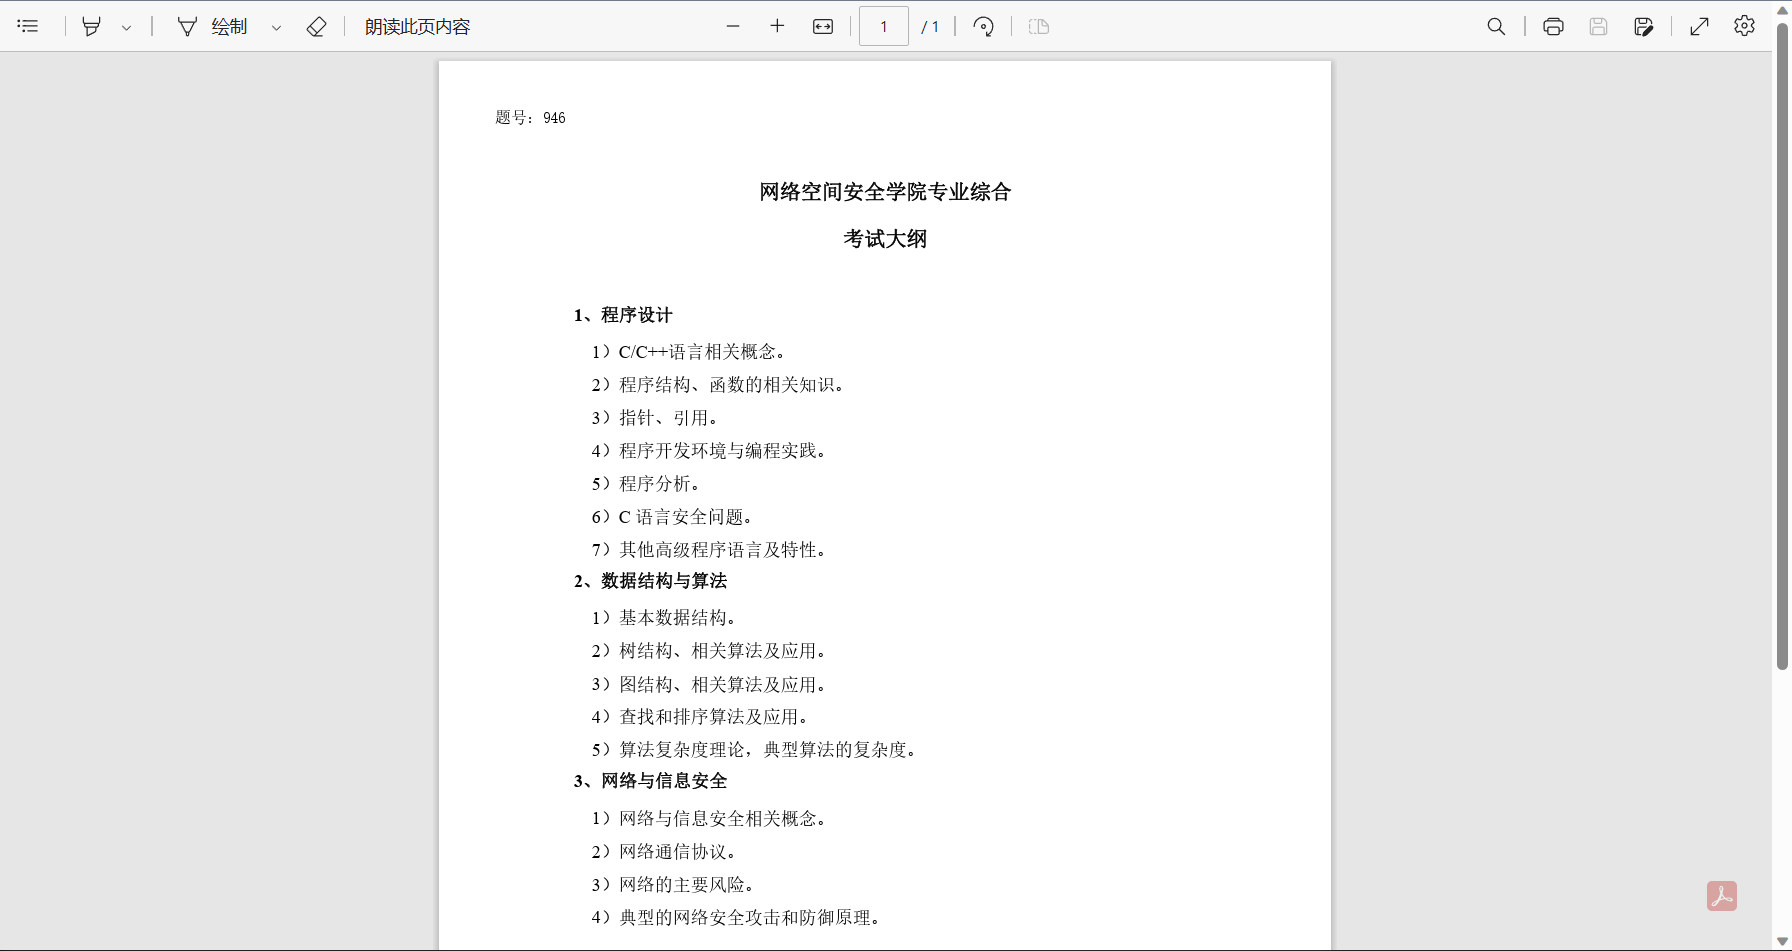 绘制
朗读此页内容
1
/ 1
题号：946
网络空间安全学院专业综合
考试大纲
1、程序设计
1）C/C++语言相关概念。
2）程序结构、函数的相关知识。
3）指针、引用。
4）程序开发环境与编程实践。
5）程序分析。
6）C 语言安全问题。
7）其他高级程序语言及特性。
2、数据结构与算法
1）基本数据结构。
2）树结构、相关算法及应用。
3）图结构、相关算法及应用。
4）查找和排序算法及应用。
5）算法复杂度理论，典型算法的复杂度。
3、网络与信息安全
1）网络与信息安全相关概念。
2）网络通信协议。
3）网络的主要风险。
4）典型的网络安全攻击和防御原理。